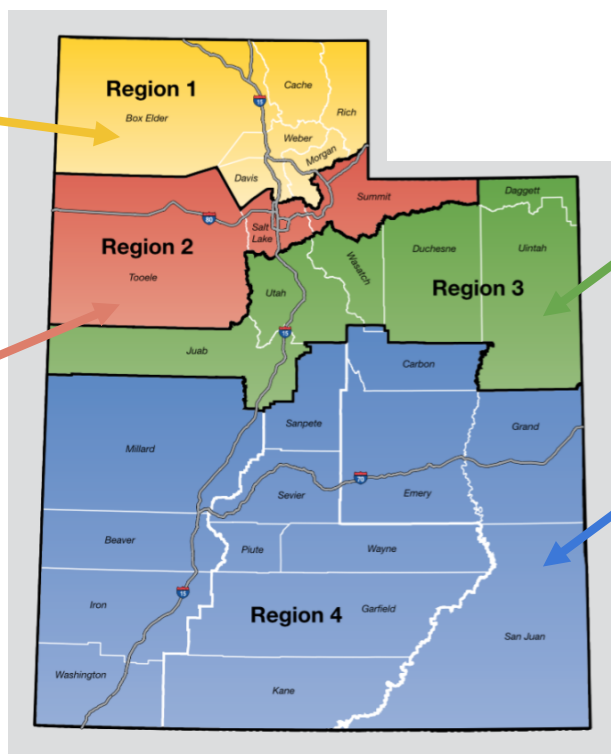 Region 1
Box Elder
Cache
Rich
15
Weber
Morgan
Davis
Summit
80
Salt
Lake
Region 2
Tooele
Daggett
Duchesne
Uintah
Wasatch
Utah
Region 3
15
Juab
Carbon
Sanpete
Grand
Millard
70
Sevier
Emery
Beaver
Piute
Wayne
15
Iron
Region 4
Garfield
San Juan
Washington
Kane